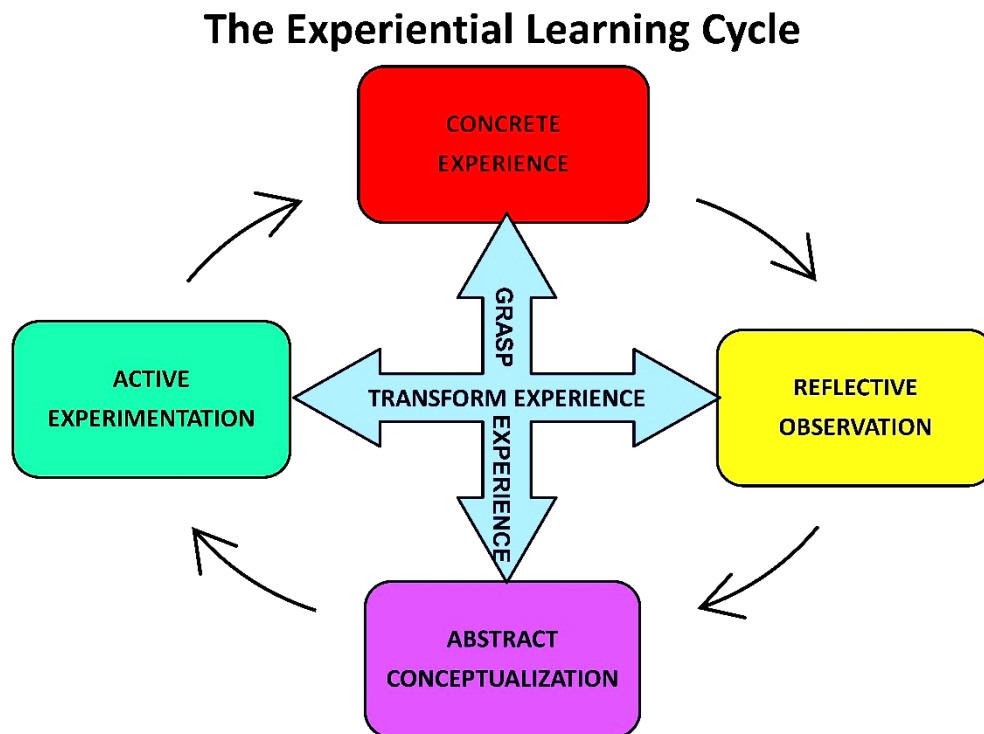 The Experiential Learning Cycle
CONCRETE
EXPERIENCE
GRASP
ACTIVE
EXPERIMENTATION
TRANSFORM EXPERIENCE
REFLECTIVE
OBSERVATION
EXPERIENCE
ABSTRACT
CONCEPTUALIZATION